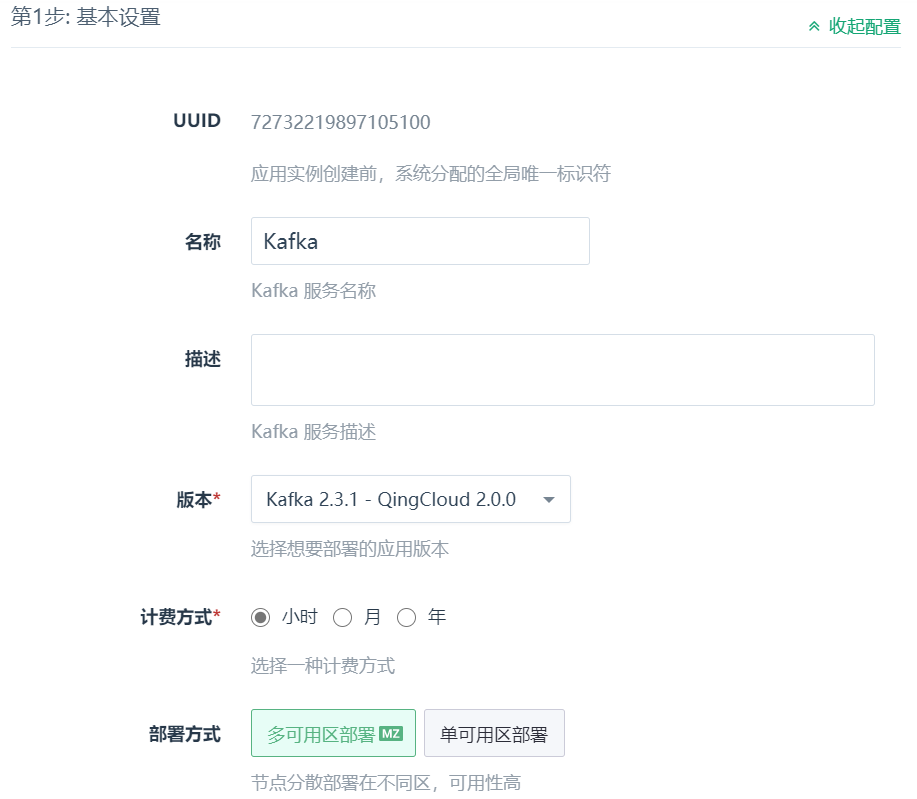 第1步: 基本设置
收起配置
UUID 72732219897105100
应用实例创建前，系统分配的全局唯一标识符
名称 Kafka
Kafka 服务名称
描述
Kafka 服务描述
版本* Kafka 2.3.1 - QingCloud 2.0.0
选择想要部署的应用版本
计费方式* 小时 月 年
选择一种计费方式
部署方式 多可用区部署 MZ 单可用区部署
节点分散部署在不同区，可用性高